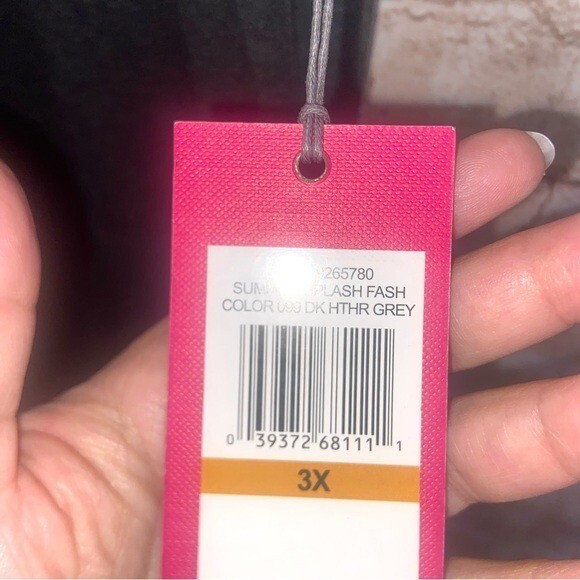 265780
SUM PLASH FASH
COLOR 099 DK HTHR GREY
0 39372 68111 1
3X